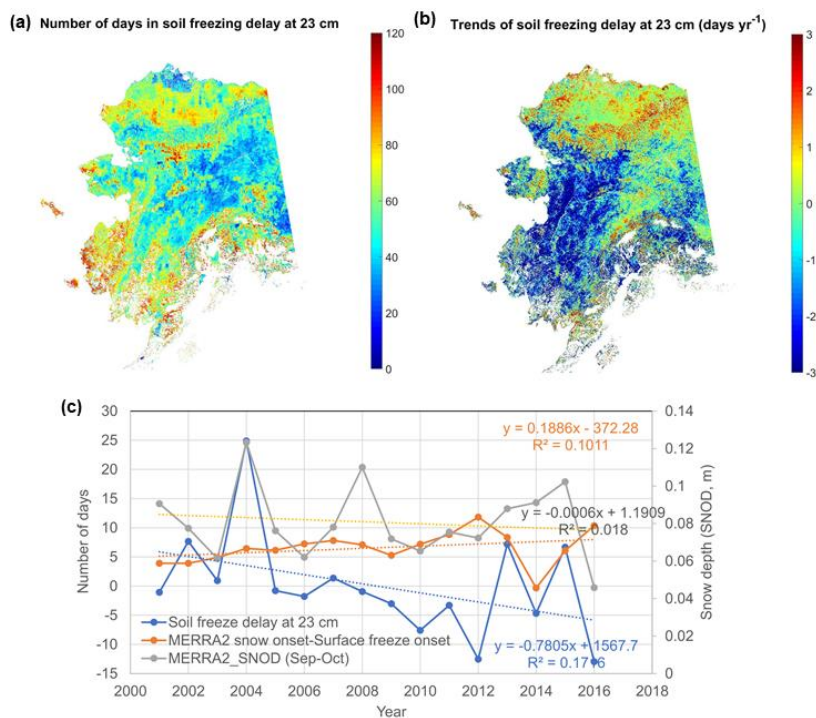 (a) Number of days in soil freezing delay at 23 cm
120
100
80
60
40
20
0
(b) Trends of soil freezing delay at 23 cm (days yr⁻¹)
3
2
1
0
-1
-2
-3
(c)
30
25
20
15
10
5
0
-5
-10
-15
Number of days
0.14
0.12
0.1
0.08
0.06
0.04
0.02
0
Snow depth (SNOD, m)
y = 0.1886x - 372.28
R² = 0.1011
y = -0.0006x + 1.1909
R² = 0.018
Soil freeze delay at 23 cm
MERRA2 snow onset-Surface freeze onset
MERRA2_SNOD (Sep-Oct)
y = -0.7805x + 1567.7
2000 2002 2004 2006 2008 2010 2012 2014 2016 2018
Year